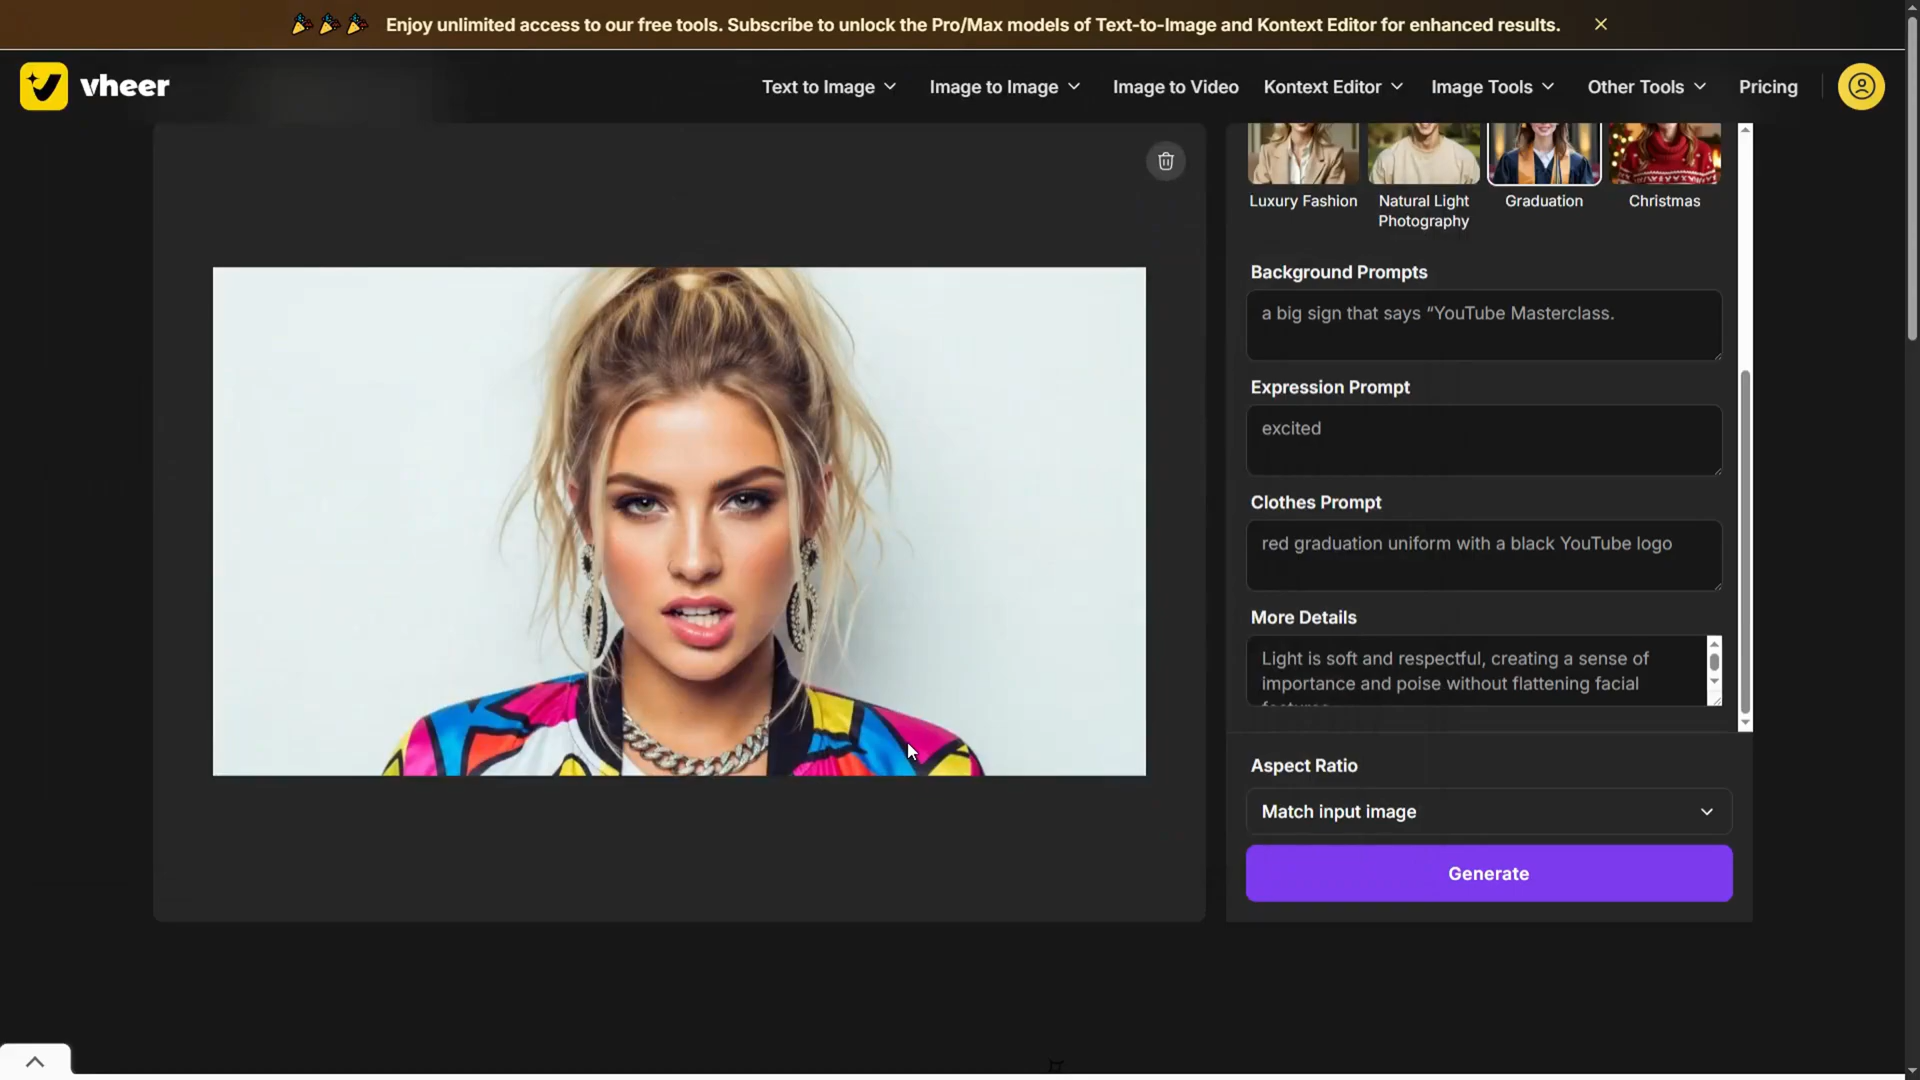 🎉 🎉 🎉 Enjoy unlimited access to our free tools. Subscribe to unlock the Pro/Max models of Text-to-Image and Kontext Editor for enhanced results.
vheer
Text to Image
Image to Image
Image to Video
Kontext Editor
Image Tools
Other Tools
Pricing
Luxury Fashion
Natural Light
Photography
Graduation
Christmas
Background Prompts
a big sign that says “YouTube Masterclass.
Expression Prompt
excited
Clothes Prompt
red graduation uniform with a black YouTube logo
More Details
Light is soft and respectful, creating a sense of
importance and poise without flattening facial
Aspect Ratio
Match input image
Generate